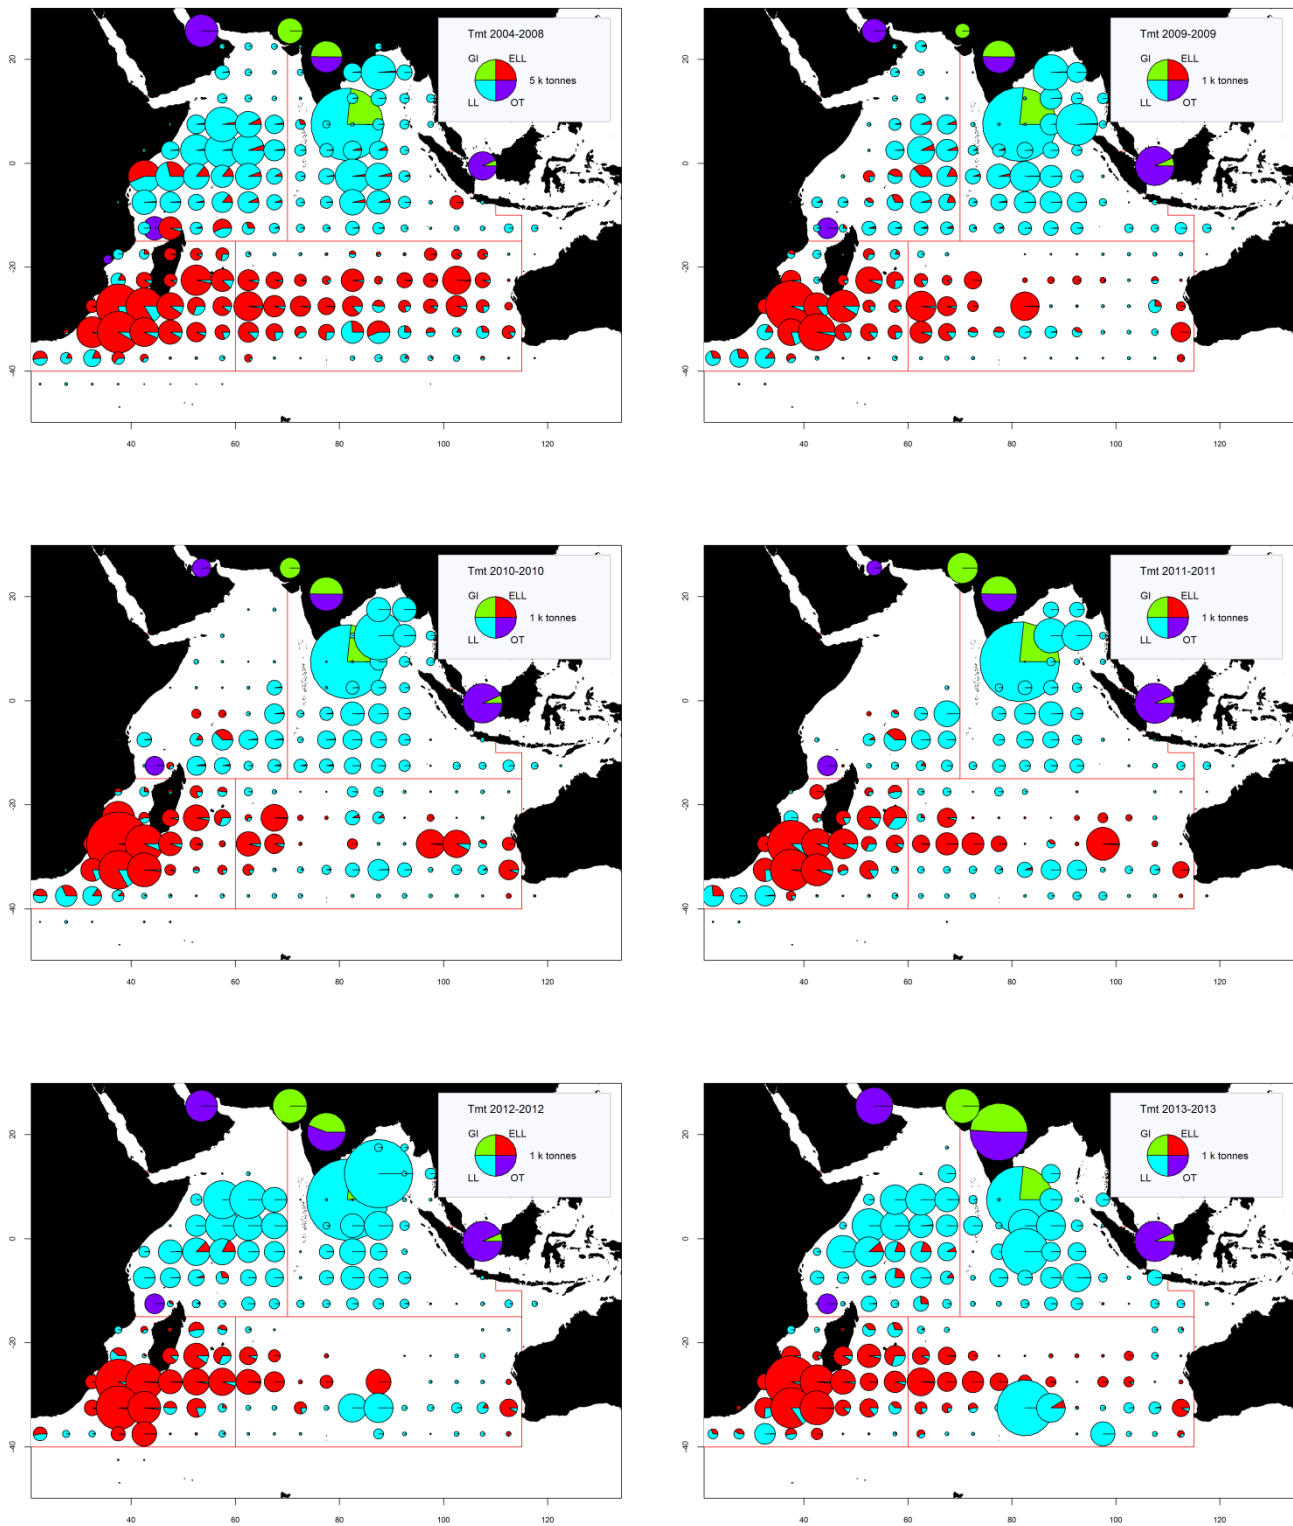 Tmt 2004-2008
GI ELL
5 k tonnes
LL OT
20
0
-20
-40
40 60 80 100 120
Tmt 2009-2009
GI ELL
1 k tonnes
LL OT
20
0
-20
-40
40 60 80 100 120
Tmt 2010-2010
GI ELL
1 k tonnes
LL OT
20
0
-20
-40
40 60 80 100 120
Tmt 2011-2011
GI ELL
1 k tonnes
LL OT
20
0
-20
-40
40 60 80 100 120
Tmt 2012-2012
GI ELL
1 k tonnes
LL OT
20
0
-20
-40
40 60 80 100 120
Tmt 2013-2013
GI ELL
1 k tonnes
LL OT
20
0
-20
-40
40 60 80 100 120